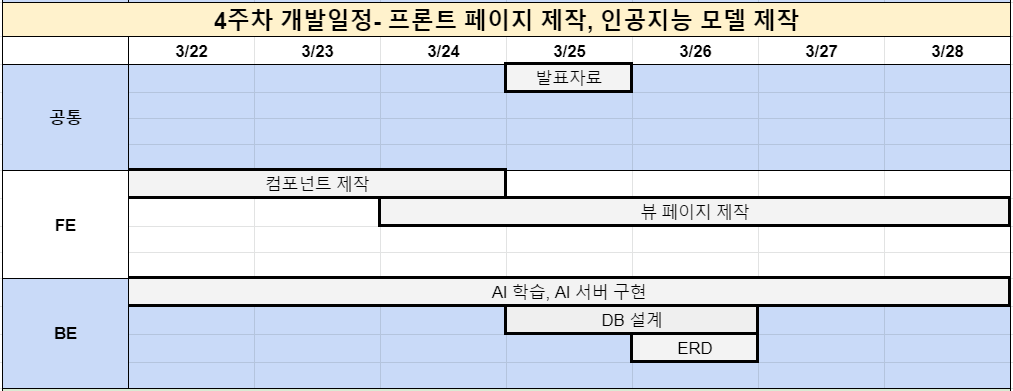 4주차 개발일정- 프론트 페이지 제작, 인공지능 모델 제작
3/22 3/23 3/24 3/25 3/26 3/27 3/28
발표자료
공통
컴포넌트 제작
뷰 페이지 제작
FE
AI 학습, AI 서버 구현
DB 설계
BE
ERD